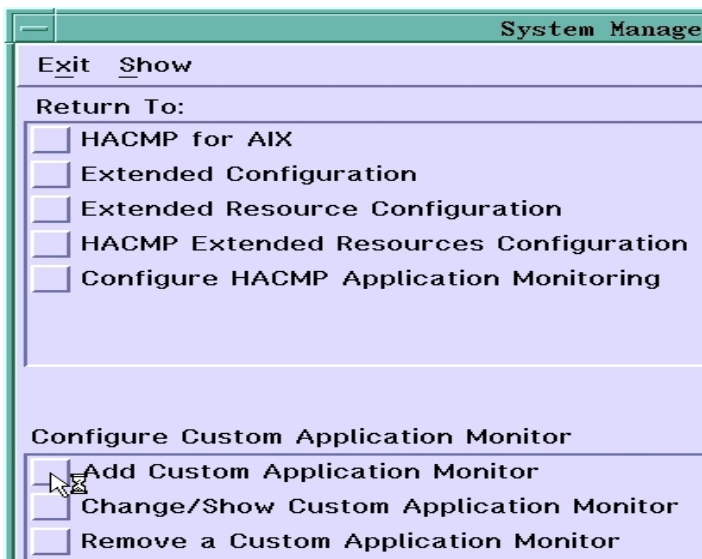 System Manage
Exit Show
Return To:
HACMP for AIX
Extended Configuration
Extended Resource Configuration
HACMP Extended Resources Configuration
Configure HACMP Application Monitoring
Configure Custom Application Monitor
Add Custom Application Monitor
Change/Show Custom Application Monitor
Remove a Custom Application Monitor